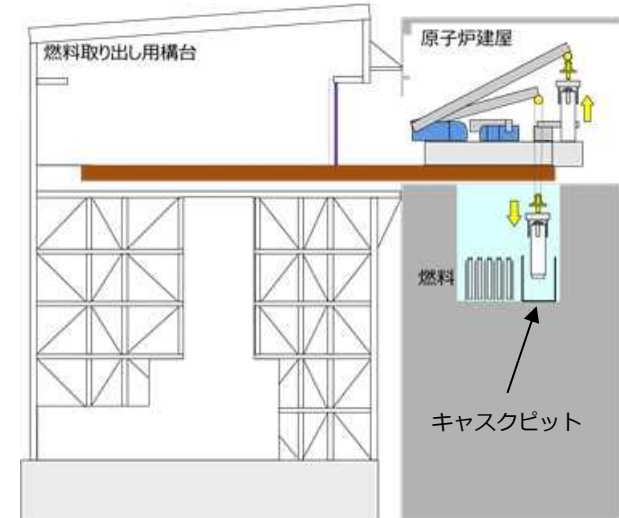 燃料取り出し用構台
原子炉建屋
燃料
キャスクピット